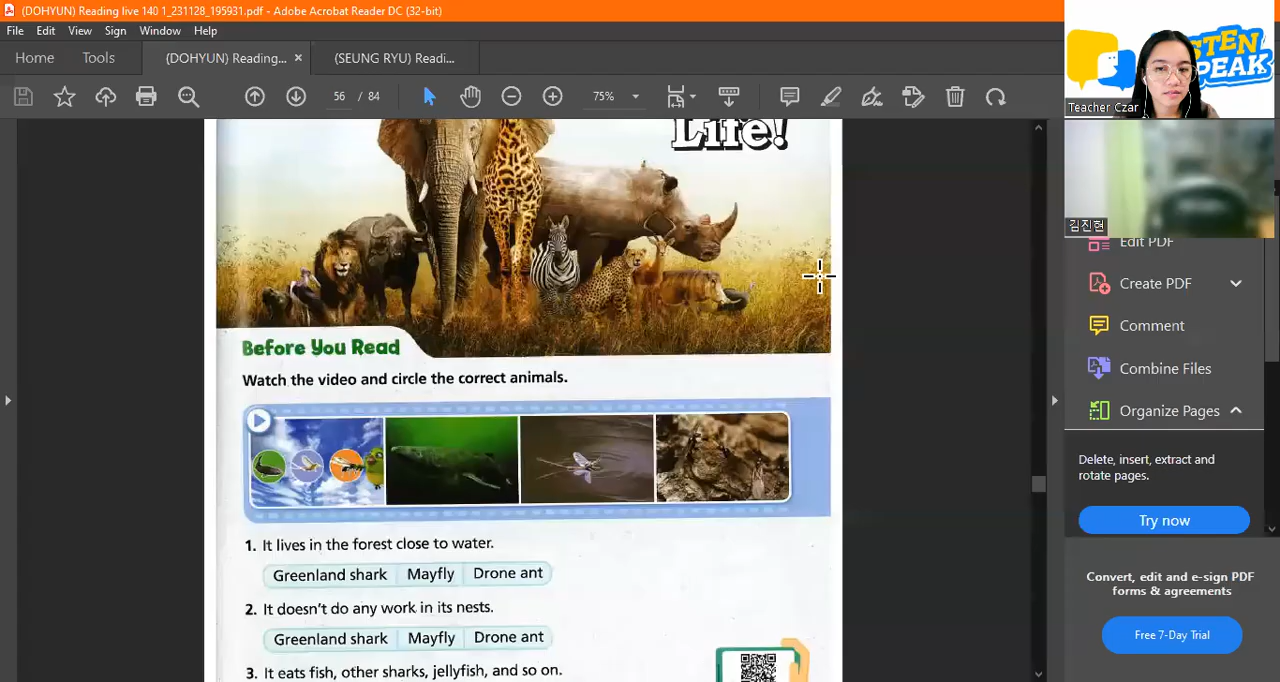 (DOHYUN) Reading live 140 1_231128_195931.pdf - Adobe Acrobat Reader DC (32-bit)
File Edit View Sign Window Help
Home Tools (DOHYUN) Reading... × (SEUNG RYU) Readi...
56 / 84 75%
STEN
SPEAK
Teacher Czar
김진현
Life!
Before You Read
Watch the video and circle the correct animals.
1. It lives in the forest close to water.
Greenland shark Mayfly Drone ant
2. It doesn't do any work in its nests.
Greenland shark Mayfly Drone ant
3. It eats fish, other sharks, jellyfish, and so on.
Edit PDF
Create PDF
Comment
Combine Files
Organize Pages
Delete, insert, extract and
rotate pages.
Try now
Convert, edit and e-sign PDF
forms & agreements
Free 7-Day Trial